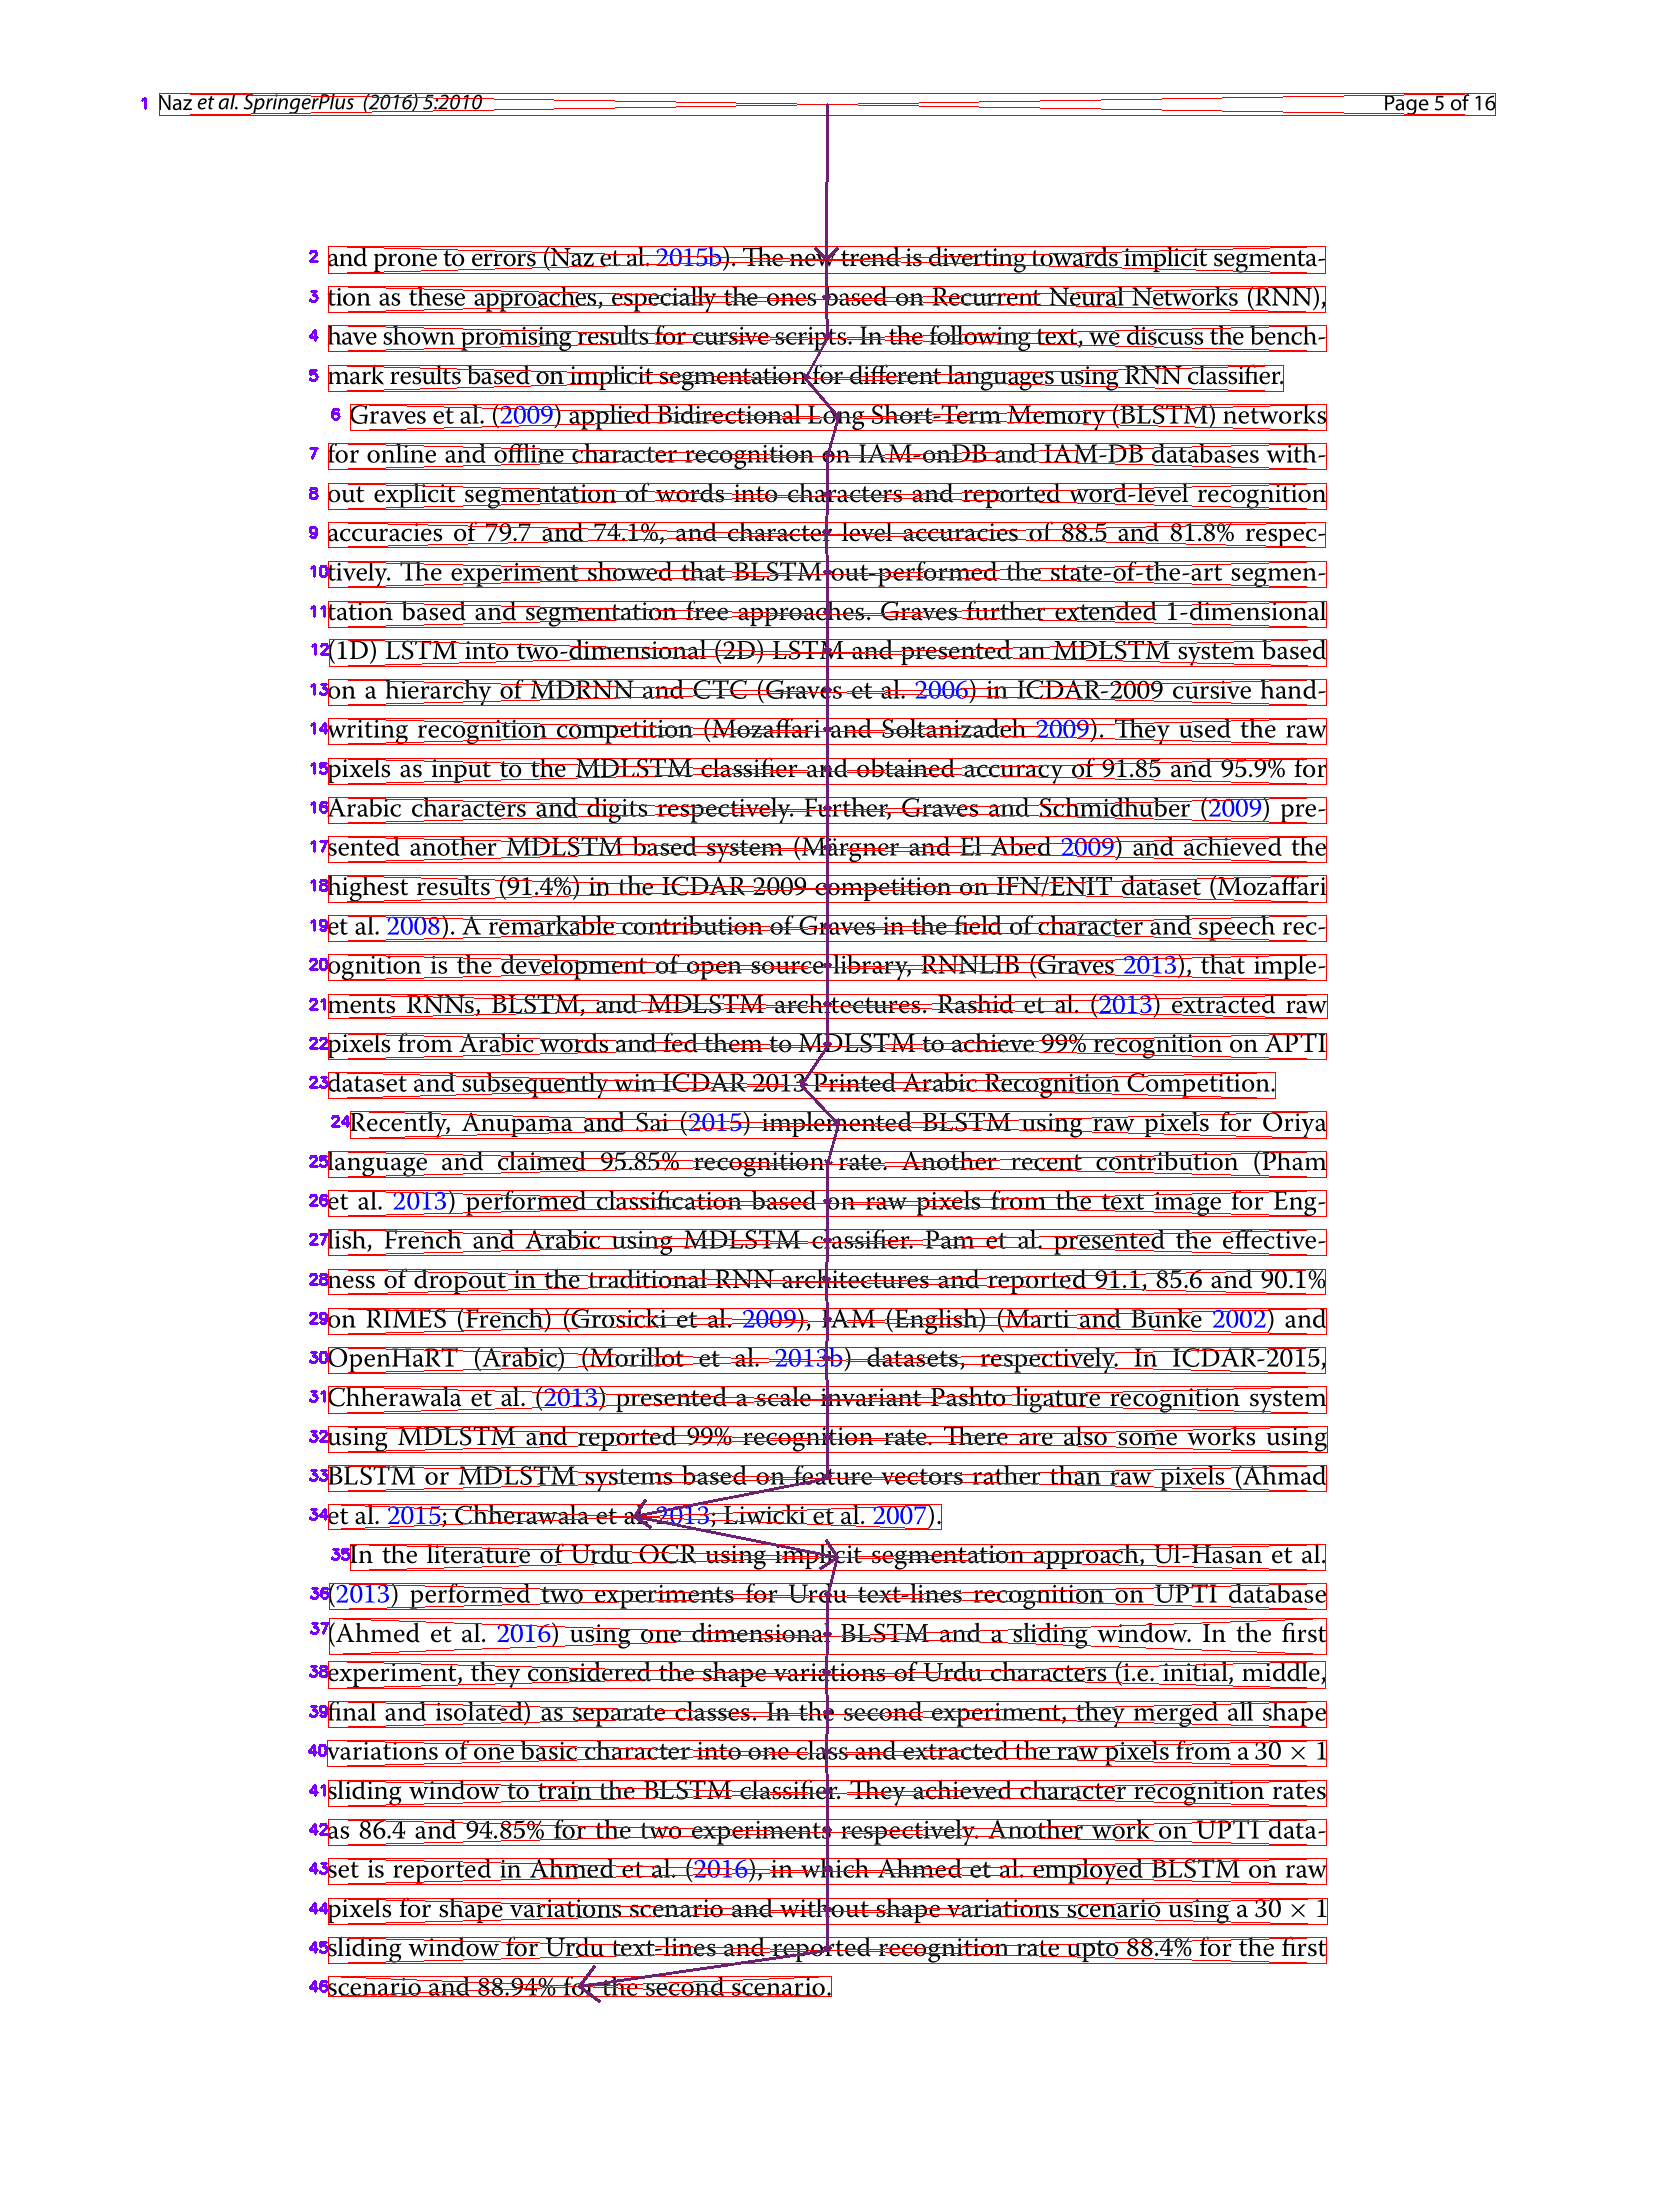 Naz et al. SpringerPlus (2016) 5:2010 Page 5 of 16
and prone to errors (Naz et al. 2015b). The new trend is diverting towards implicit segmenta-
tion as these approaches, especially the ones based on Recurrent Neural Networks (RNN),
have shown promising results for cursive scripts. In the following text, we discuss the bench-
mark results based on implicit segmentation for different languages using RNN classifier.
Graves et al. (2009) applied Bidirectional Long Short-Term Memory (BLSTM) networks
for online and offline character recognition on IAM-onDB and IAM-DB databases with-
out explicit segmentation of words into characters and reported word-level recognition
accuracies of 79.7 and 74.1%, and character level accuracies of 88.5 and 81.8% respec-
tively. The experiment showed that BLSTM out-performed the state-of-the-art segmen-
tation based and segmentation free approaches. Graves further extended 1-dimensional
(1D) LSTM into two-dimensional (2D) LSTM and presented an MDLSTM system based
on a hierarchy of MDRNN and CTC (Graves et al. 2006) in ICDAR-2009 cursive hand-
writing recognition competition (Mozaffari and Soltanizadeh 2009). They used the raw
pixels as input to the MDLSTM classifier and obtained accuracy of 91.85 and 95.9% for
Arabic characters and digits respectively. Further, Graves and Schmidhuber (2009) pre-
sented another MDLSTM based system (Märgner and El Abed 2009) and achieved the
highest results (91.4%) in the ICDAR 2009 competition on IFN/ENIT dataset (Mozaffari
et al. 2008). A remarkable contribution of Graves in the field of character and speech rec-
ognition is the development of open source library, RNNLIB (Graves 2013), that imple-
ments RNNs, BLSTM, and MDLSTM architectures. Rashid et al. (2013) extracted raw
pixels from Arabic words and fed them to MDLSTM to achieve 99% recognition on APTI
dataset and subsequently win ICDAR 2013 Printed Arabic Recognition Competition.
Recently, Anupama and Sai (2015) implemented BLSTM using raw pixels for Oriya
language and claimed 95.85% recognition rate. Another recent contribution (Pham
et al. 2013) performed classification based on raw pixels from the text image for Eng-
lish, French and Arabic using MDLSTM classifier. Pam et al. presented the effective-
ness of dropout in the traditional RNN architectures and reported 91.1, 85.6 and 90.1%
on RIMES (French) (Grosicki et al. 2009), IAM (English) (Marti and Bunke 2002) and
OpenHaRT (Arabic) (Morillot et al. 2013b) datasets, respectively. In ICDAR-2015,
Chherawala et al. (2013) presented a scale invariant Pashto ligature recognition system
using MDLSTM and reported 99% recognition rate. There are also some works using
BLSTM or MDLSTM systems based on feature vectors rather than raw pixels (Ahmad
et al. 2015; Chherawala et al. 2013; Liwicki et al. 2007).
In the literature of Urdu OCR using implicit segmentation approach, Ul-Hasan et al.
(2013) performed two experiments for Urdu text-lines recognition on UPTI database
(Ahmed et al. 2016) using one dimensional BLSTM and a sliding window. In the first
experiment, they considered the shape variations of Urdu characters (i.e. initial, middle,
final and isolated) as separate classes. In the second experiment, they merged all shape
variations of one basic character into one class and extracted the raw pixels from a 30 × 1
sliding window to train the BLSTM classifier. They achieved character recognition rates
as 86.4 and 94.85% for the two experiments respectively. Another work on UPTI data-
set is reported in Ahmed et al. (2016), in which Ahmed et al. employed BLSTM on raw
pixels for shape variations scenario and without shape variations scenario using a 30 × 1
sliding window for Urdu text-lines and reported recognition rate upto 88.4% for the first
scenario and 88.94% for the second scenario.